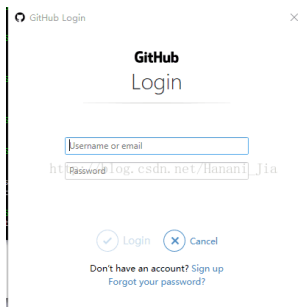 GitHub Login
GitHub
Login
Username or email
Password
http://blog.csdn.net/Hanani_Jia
Login
Cancel
Don't have an account? Sign up
Forgot your password?